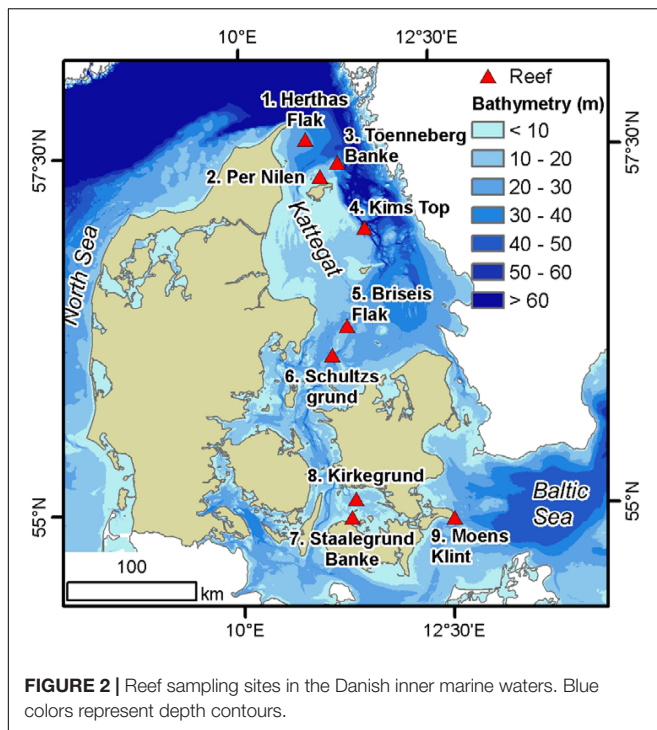 10°E
12°30'E
57°30'N
57°30'N
1. Herthas
Flak
3. Toenneberg
Banke
2. Per Nilen
4. Kims Top
Kattegat
North Sea
5. Briseis
Flak
6. Schultzs
grund
8. Kirkegrund
7. Staalegrund
Banke
9. Moens
Klint
Baltic
Sea
Reef
Bathymetry (m)
< 10
10 - 20
20 - 30
30 - 40
40 - 50
50 - 60
> 60
55°N
55°N
100
km
10°E
12°30'E
FIGURE 2 | Reef sampling sites in the Danish inner marine waters. Blue
colors represent depth contours.